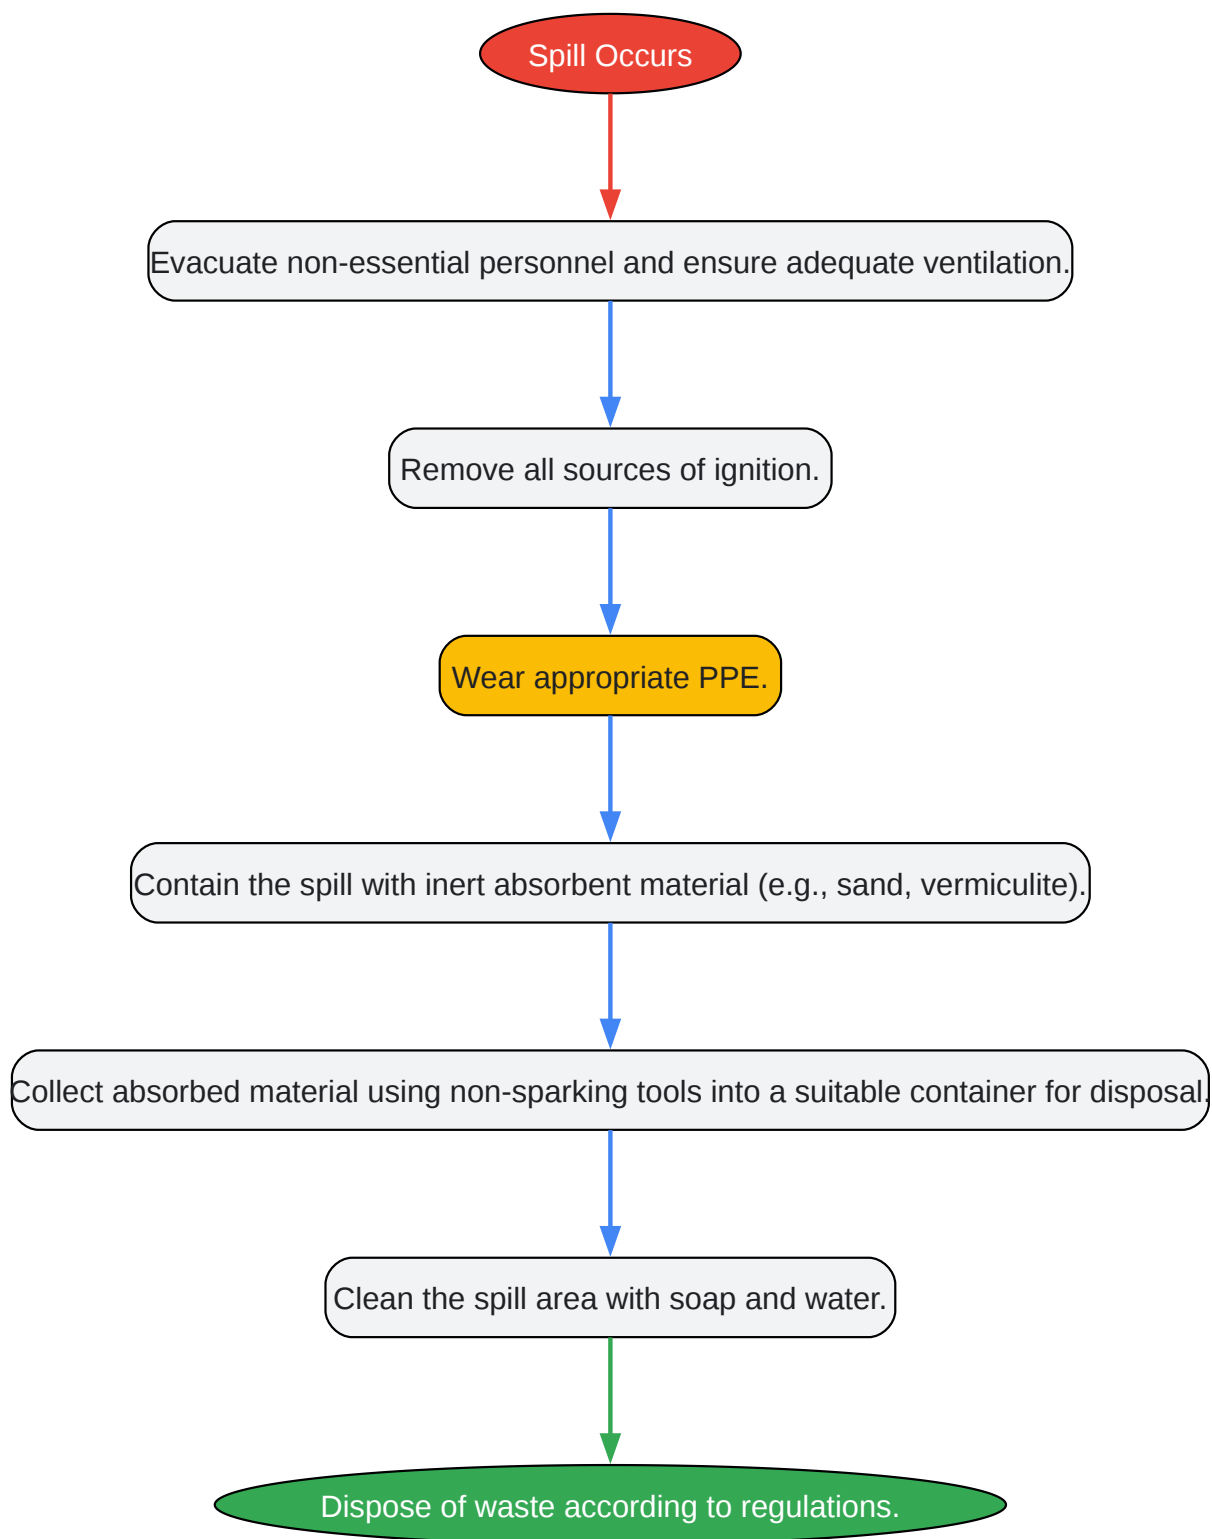 Spill Occurs
Evacuate non-essential personnel and ensure adequate ventilation.
Remove all sources of ignition.
Wear appropriate PPE.
Contain the spill with inert absorbent material (e.g., sand, vermiculite).
Collect absorbed material using non-sparking tools into a suitable container for disposal.
Clean the spill area with soap and water.
Dispose of waste according to regulations.